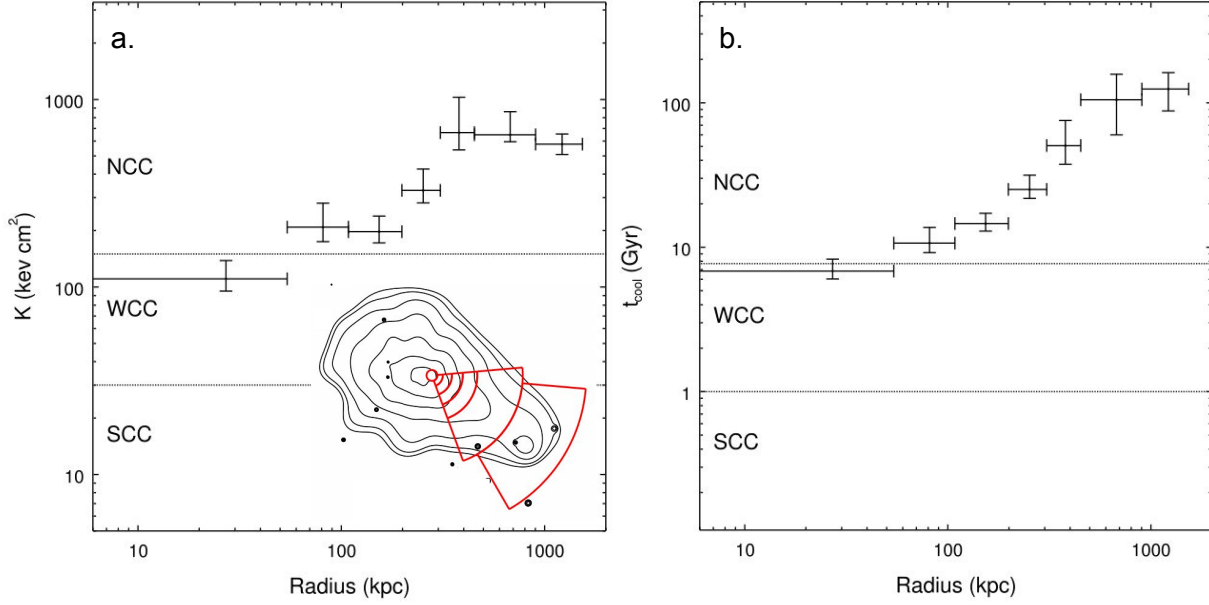 a.
1000
100
10
K (kev cm²)
NCC
WCC
SCC
10
100
1000
Radius (kpc)
b.
100
10
1
t_cool (Gyr)
NCC
WCC
SCC
10
100
1000
Radius (kpc)